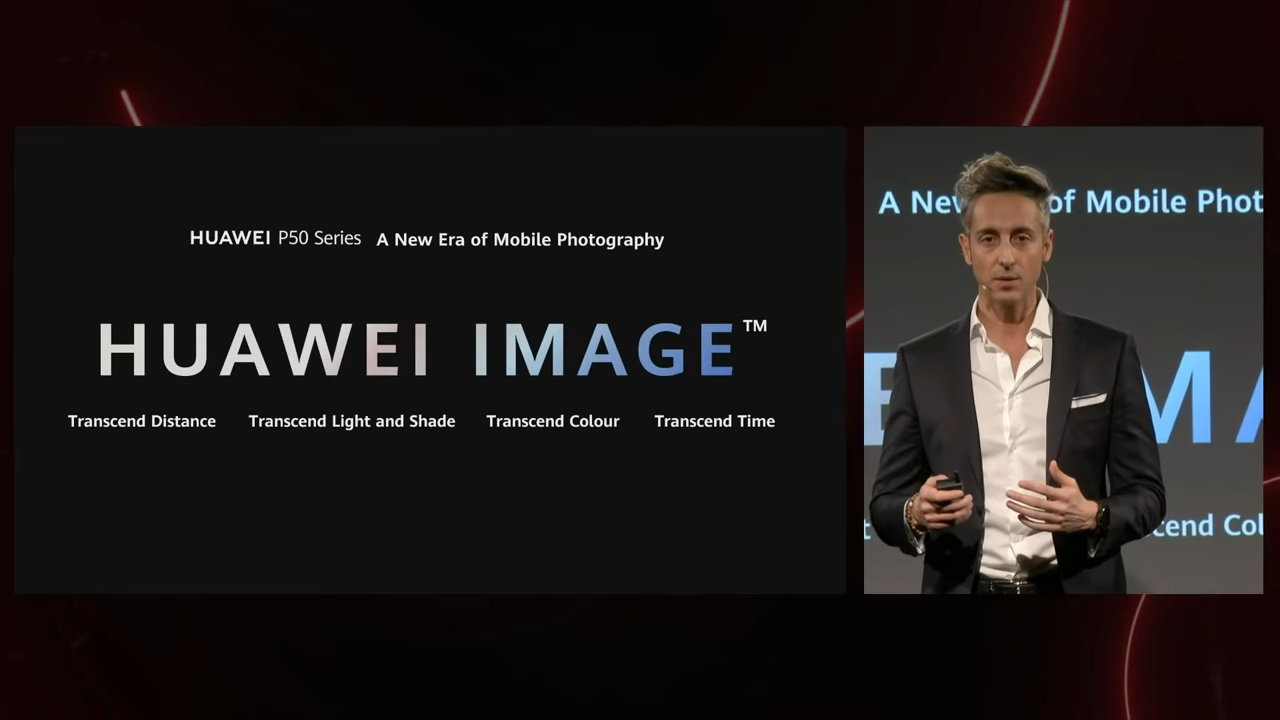 HUAWEI P50 Series A New Era of Mobile Photography
HUAWEI IMAGE™
Transcend Distance Transcend Light and Shade Transcend Colour Transcend Time
A New of Mobile Phot
E MA
t cend Col